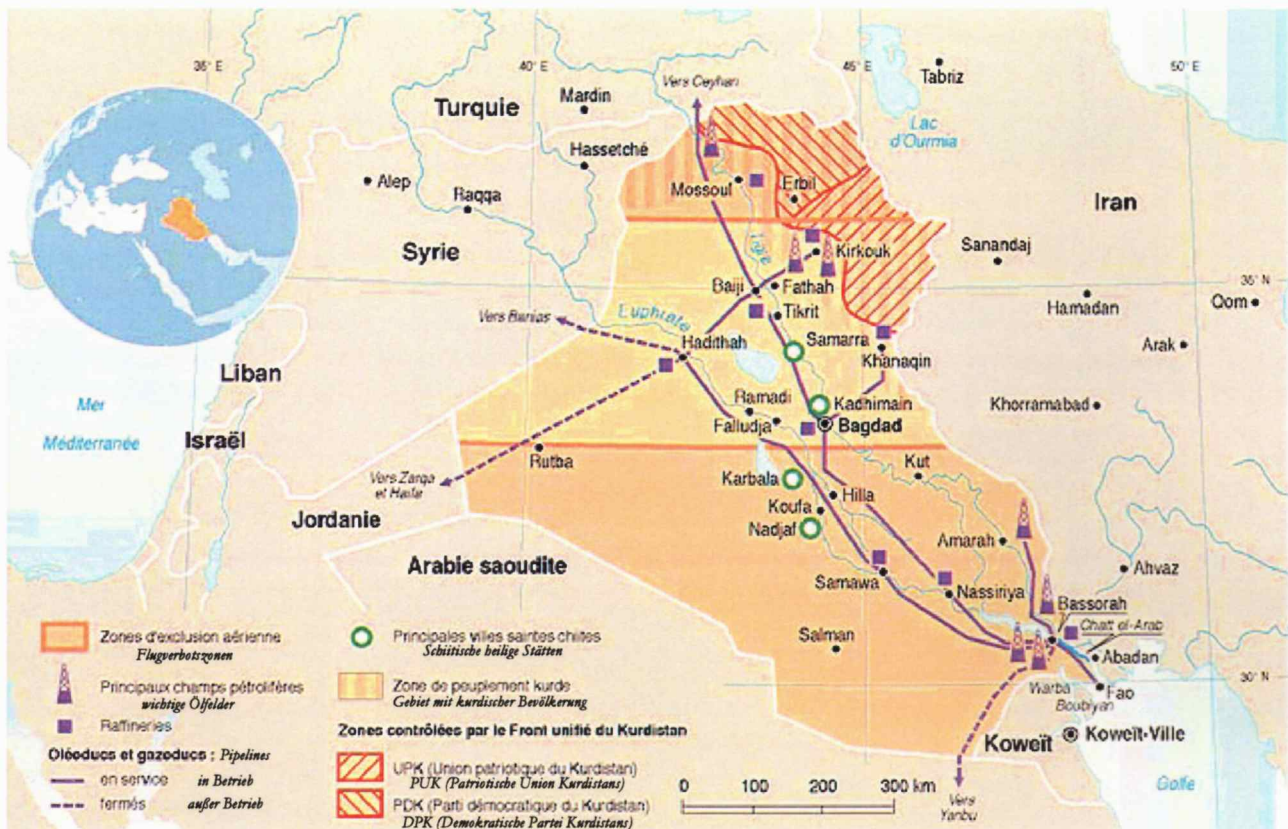 35° E
40° E
45° E
50° E
Vers Ceyhan
Tabriz
Turquie
Mardin
Lac
d'Ourmia
Hassetché
Alep
Raqqa
Mossoul
Erbil
Iran
Syrie
Tigre
Kirkouk
Sanandaj
35° N
Baiji
Fathah
Hamadan
Qom
Vers Banias
Euphrate
Tikrit
Hadithah
Samarra
Khanaqin
Arak
Liban
Mer
Méditerranée
Ramadi
Kadhimain
Khorramabad
Israël
Falludja
Bagdad
Rutba
Vers Zarqa
et Haïfa
Karbala
Kut
Koufa
Hilla
Jordanie
Nadjaf
Amarah
Arabie saoudite
Samawa
Ahvaz
Nassiriya
Bassorah
Chatt el-Arab
Salman
Abadan
30° N
Warba
Boubiyan
Fao
Koweït
Koweït-Ville
Golfe
Vers
Yanbu
Zones d'exclusion aérienne
Flugverbotszonen
Principaux champs pétrolifères
wichtige Ölfelder
Raffineries
Oléoducs et gazoducs : Pipelines
en service in Betrieb
fermés außer Betrieb
Principales villes saintes chiites
Schiitische heilige Stätten
Zone de peuplement kurde
Gebiet mit kurdischer Bevölkerung
Zones contrôlées par le Front unifié du Kurdistan
UPK (Union patriotique du Kurdistan)
PUK (Patriotische Union Kurdistans)
PDK (Parti démocratique du Kurdistan)
DPK (Demokratische Partei Kurdistans)
0 100 200 300 km